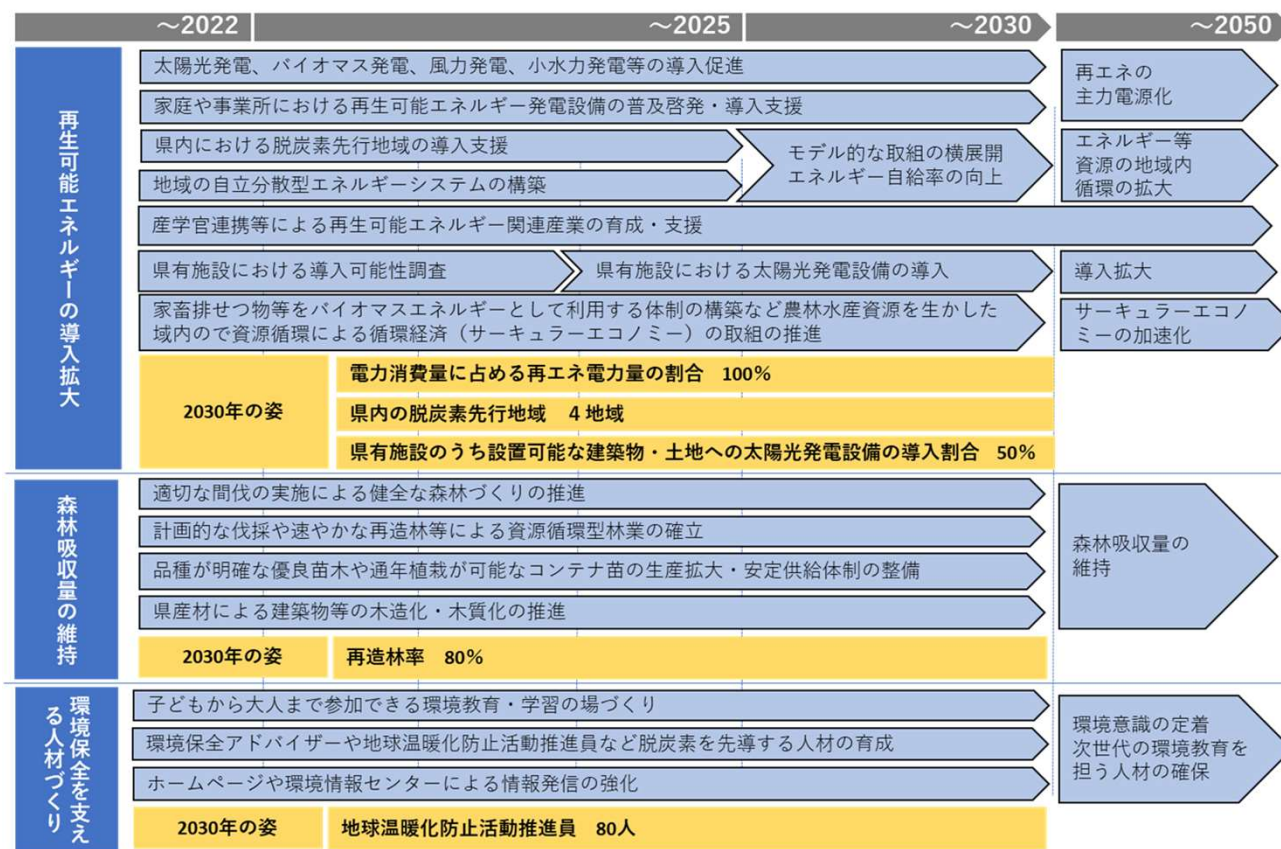 ～2022
～2025
～2030
～2050
再生可能エネルギーの導入拡大
太陽光発電、バイオマス発電、風力発電、小水力発電等の導入促進
再エネの
主力電源化
家庭や事業所における再生可能エネルギー発電設備の普及啓発・導入支援
県内における脱炭素先行地域の導入支援
地域の自立分散型エネルギーシステムの構築
モデル的な取組の横展開
エネルギー自給率の向上
エネルギー等
資源の地域内
循環の拡大
産学官連携等による再生可能エネルギー関連産業の育成・支援
県有施設における導入可能性調査
県有施設における太陽光発電設備の導入
導入拡大
家畜排せつ物等をバイオマスエネルギーとして利用する体制の構築など農林水産資源を生かした
域内ので資源循環による循環経済（サーキュラーエコノミー）の取組の推進
サーキュラーエコノ
ミーの加速化
2030年の姿
電力消費量に占める再エネ電力量の割合　100％
県内の脱炭素先行地域　４地域
県有施設のうち設置可能な建築物・土地への太陽光発電設備の導入割合　50％
森林吸収量の維持
適切な間伐の実施による健全な森林づくりの推進
計画的な伐採や速やかな再造林等による資源循環型林業の確立
品種が明確な優良苗木や通年植栽が可能なコンテナ苗の生産拡大・安定供給体制の整備
県産材による建築物等の木造化・木質化の推進
森林吸収量の
維持
2030年の姿
再造林率　80％
環境保全を支え
る人材づくり
子どもから大人まで参加できる環境教育・学習の場づくり
環境保全アドバイザーや地球温暖化防止活動推進員など脱炭素を先導する人材の育成
ホームページや環境情報センターによる情報発信の強化
環境意識の定着
次世代の環境教育を
担う人材の確保
2030年の姿
地球温暖化防止活動推進員　80人